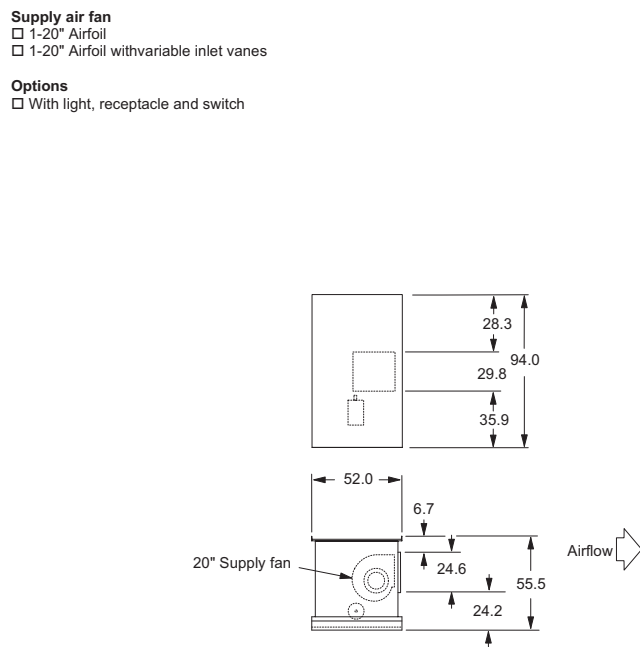 Supply air fan
☐ 1-20" Airfoil
☐ 1-20" Airfoil withvariable inlet vanes
Options
☐ With light, receptacle and switch
28.3
94.0
29.8
35.9
52.0
6.7
20" Supply fan
24.6
Airflow
55.5
24.2